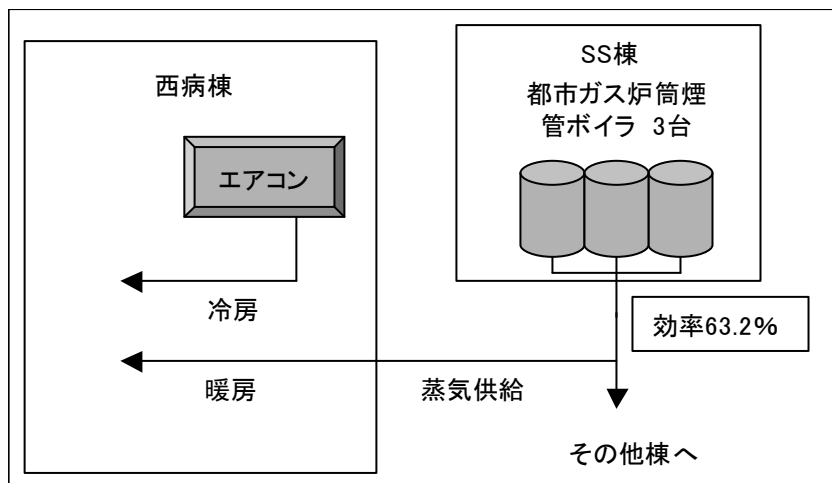 西病棟
エアコン
冷房
暖房
SS棟
都市ガス炉筒煙
管ボイラ 3台
効率63.2%
蒸気供給
その他棟へ